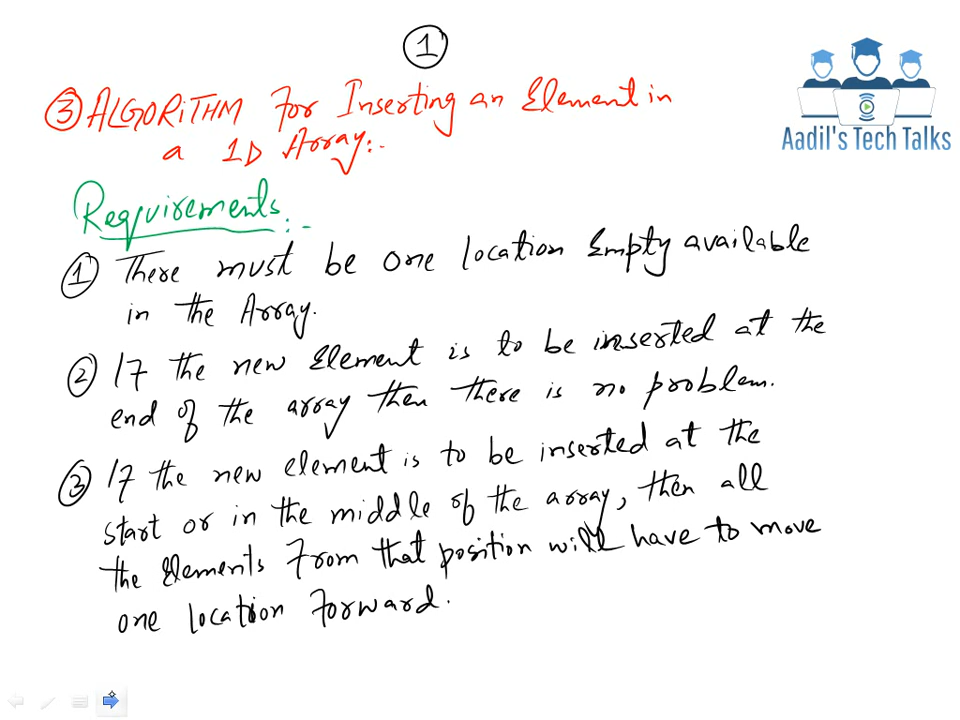 1
③ ALGORITHM For Inserting an Element in
a 1D Array:-
Aadil's Tech Talks
Requirements:-
① There must be one location Empty available
in the Array.
② If the new Element is to be inserted at the
end of the array then there is no problem.
③ If the new element is to be inserted at the
start or in the middle of the array, then all
the Elements From that position will have to move
one location Forward.